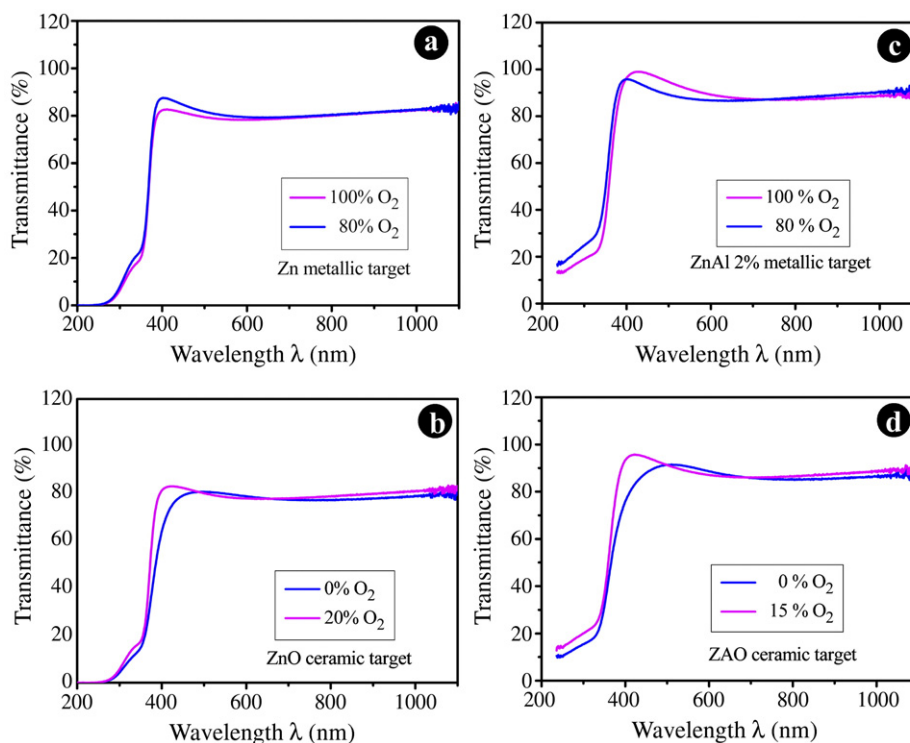 a
Transmittance (%)
120
100
80
60
40
20
0
100% O2
80% O2
Zn metallic target
200 400 600 800 1000
Wavelength λ (nm)
c
Transmittance (%)
120
100
80
60
40
20
0
100 % O2
80 % O2
ZnAl 2% metallic target
200 400 600 800 1000
Wavelength λ (nm)
b
Transmittance (%)
120
100
80
60
40
20
0
0% O2
20% O2
ZnO ceramic target
200 400 600 800 1000
Wavelength λ (nm)
d
Transmittance (%)
120
100
80
60
40
20
0
0 % O2
15 % O2
ZAO ceramic target
200 400 600 800 1000
Wavelength λ (nm)